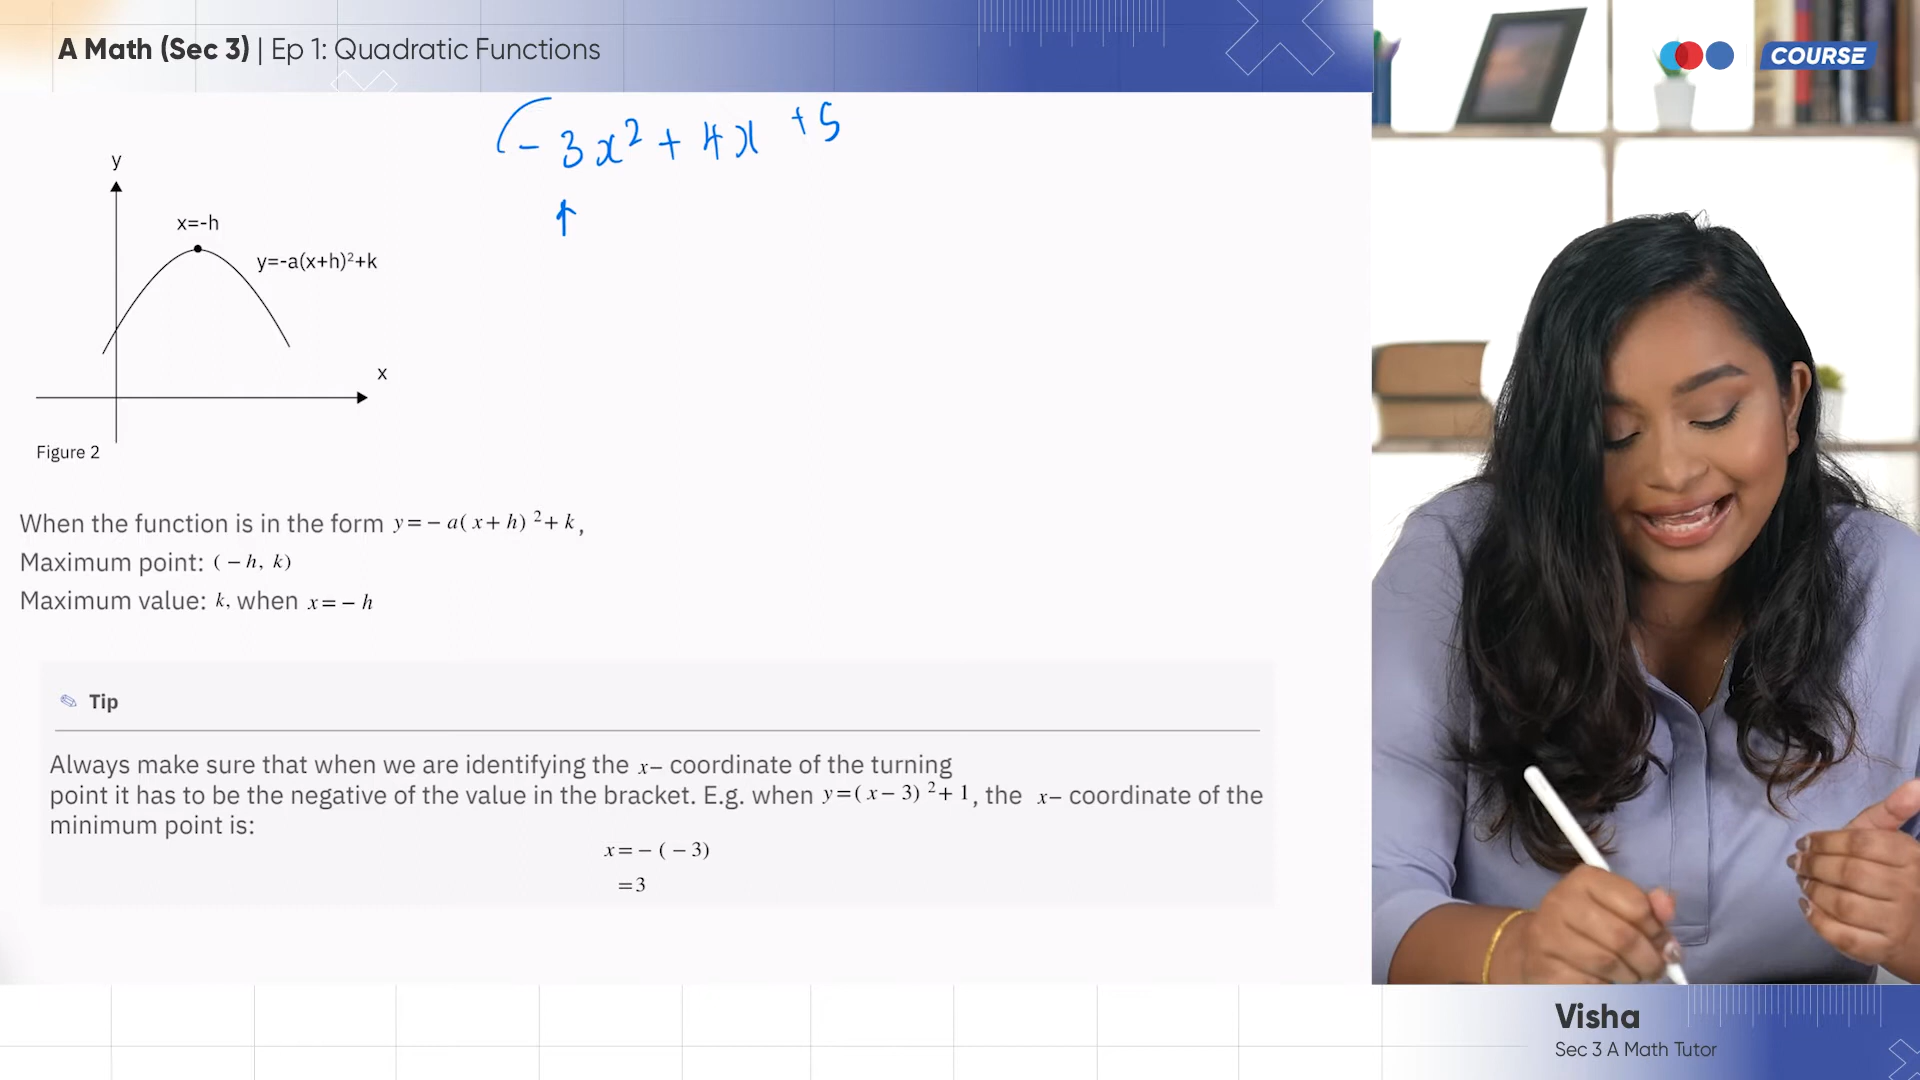 A Math (Sec 3) | Ep 1: Quadratic Functions
COURSE
(-3x² + 4x +5
y
x=-h
y=-a(x+h)²+k
x
Figure 2
When the function is in the form y=-a(x+h)²+k,
Maximum point: (-h, k)
Maximum value: k, when x=-h
Tip
Always make sure that when we are identifying the x- coordinate of the turning
point it has to be the negative of the value in the bracket. E.g. when y=(x-3)²+1, the x- coordinate of the
minimum point is:
x=-(-3)
=3
Visha
Sec 3 A Math Tutor